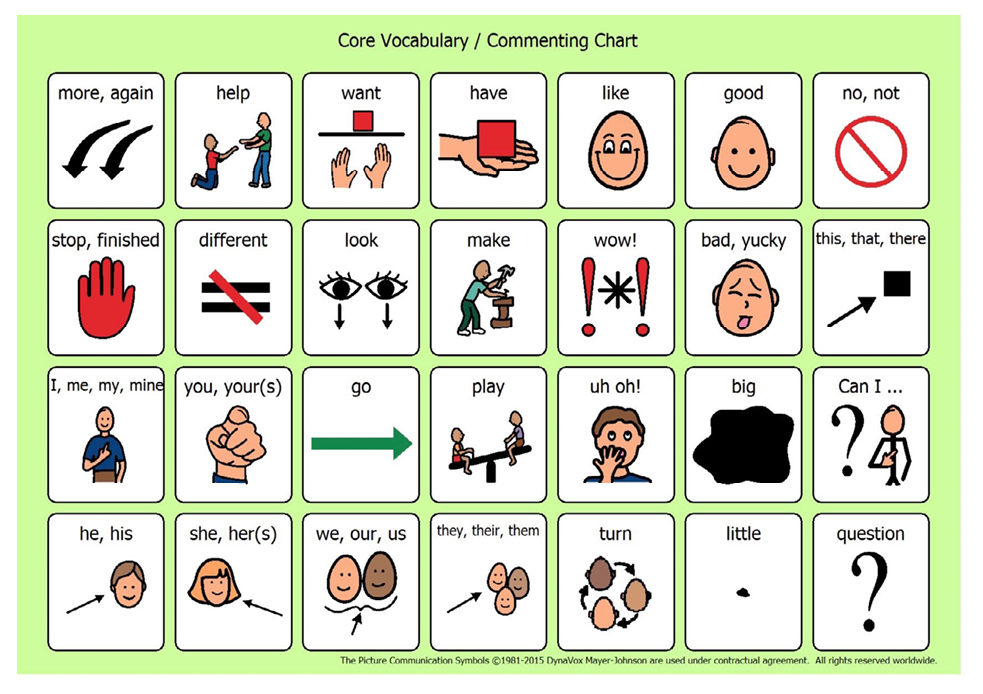 Core Vocabulary / Commenting Chart
more, again
help
want
have
like
good
no, not
stop, finished
different
look
make
wow!
bad, yucky
this, that, there
I, me, my, mine
you, your(s)
go
play
uh oh!
big
Can I ...
he, his
she, her(s)
we, our, us
they, their, them
turn
little
question
The Picture Communication Symbols ©1981-2015 DynaVox Mayer-Johnson are used under contractual agreement. All rights reserved worldwide.